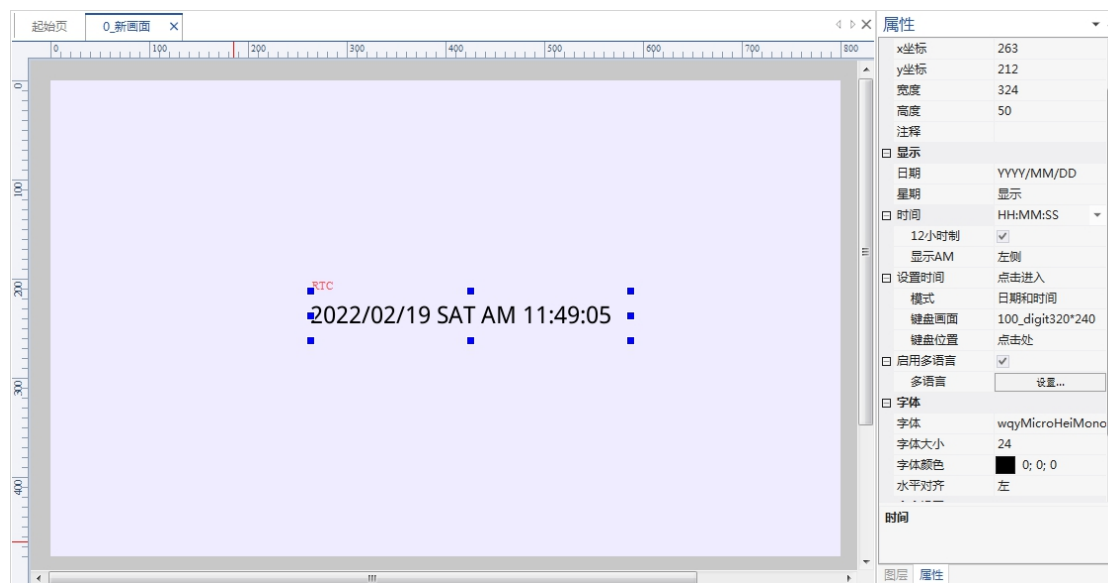 起始页
0_新画面
属性
0 100 200 300 400 500 600 700 800
0
100
200
300
400
RTC
2022/02/19 SAT AM 11:49:05
x坐标 263
y坐标 212
宽度 324
高度 50
注释
显示
日期 YYYY/MM/DD
星期 显示
时间 HH:MM:SS
12小时制
显示AM 左侧
设置时间 点击进入
模式 日期和时间
键盘画面 100_digit320*240
键盘位置 点击处
启用多语言
多语言 设置...
字体
字体 wqyMicroHeiMono
字体大小 24
字体颜色 0; 0; 0
水平对齐 左
时间
图层 属性